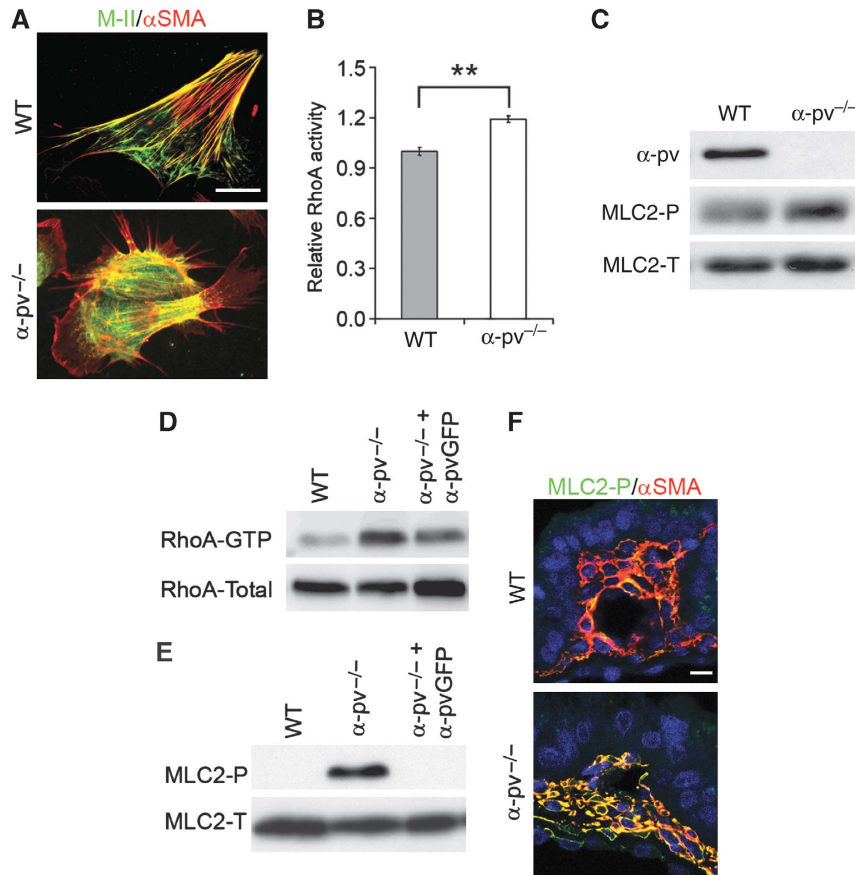 A
M-II/αSMA
WT
α-pv−/−
B
Relative RhoA activity
1.5
1.2
0.9
0.6
0.3
0.0
**
WT
α-pv−/−
C
WT
α-pv−/−
α-pv
MLC2-P
MLC2-T
D
WT
α-pv−/−
α-pv−/− +
α-pvGFP
RhoA-GTP
RhoA-Total
E
WT
α-pv−/−
α-pv−/− +
α-pvGFP
MLC2-P
MLC2-T
F
MLC2-P/αSMA
WT
α-pv−/−